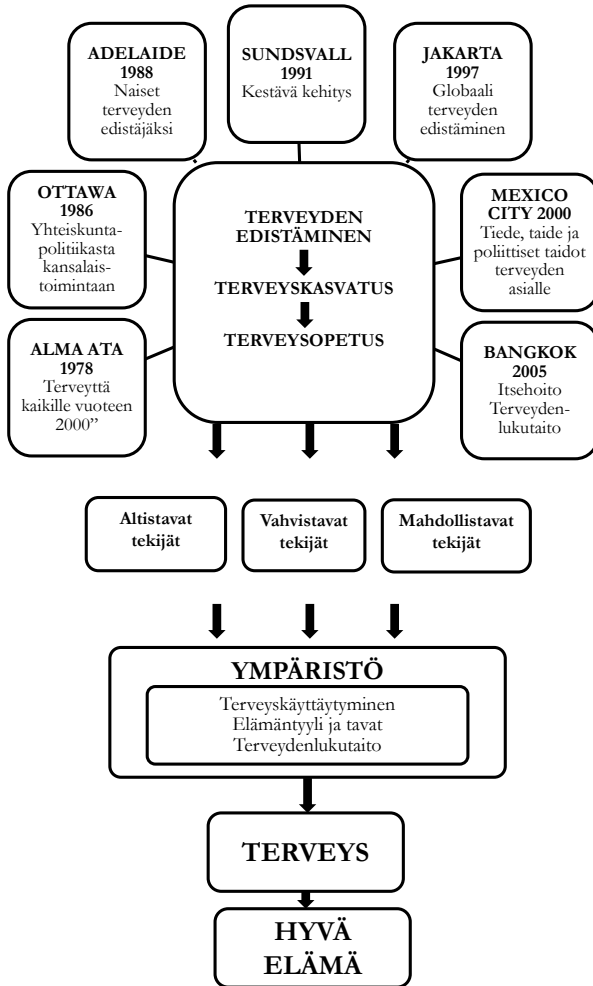 ADELAIDE
1988
Naiset
terveyden
edistäjäksi
SUNDSVALL
1991
Kestävä kehitys
JAKARTA
1997
Globaali
terveyden
edistäminen
OTTAWA
1986
Yhteiskunta-
politiikasta
kansalais-
toimintaan
TERVEYDEN
EDISTÄMINEN
TERVEYSKASVATUS
TERVEYSOPETUS
MEXICO
CITY 2000
Tiede, taide ja
poliittiset taidot
terveyden
asialle
ALMA ATA
1978
Terveyttä
kaikille vuoteen
2000”
BANGKOK
2005
Itsehoito
Terveyden-
lukutaito
Altistavat
tekijät
Vahvistavat
tekijät
Mahdollistavat
tekijät
YMPÄRISTÖ
Terveyskäyttäytyminen
Elämäntyyli ja tavat
Terveydenlukutaito
TERVEYS
HYVÄ
ELÄMÄ